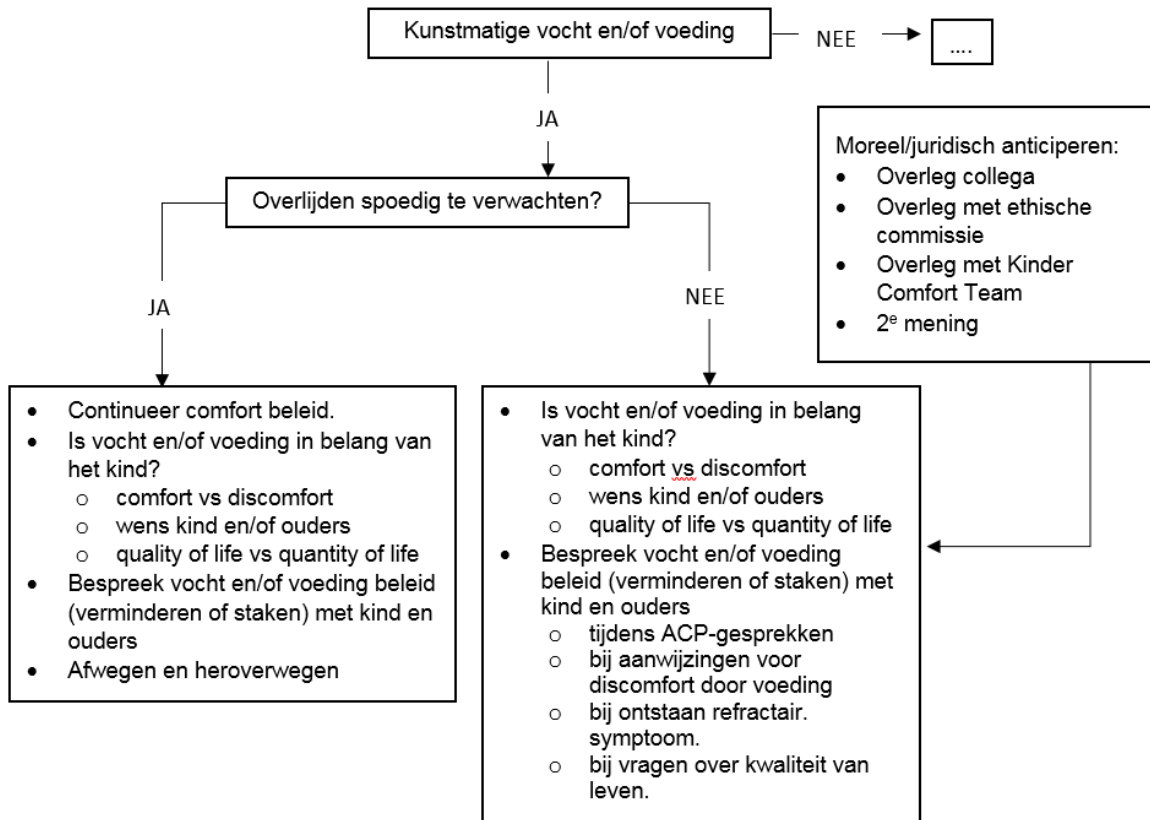 Kunstmatige vocht en/of voeding
NEE
....
JA
Overlijden spoedig te verwachten?
Moreel/juridisch anticiperen:
• Overleg collega
• Overleg met ethische
commissie
• Overleg met Kinder
Comfort Team
• 2e mening
JA
NEE
• Continueer comfort beleid.
• Is vocht en/of voeding in belang van
het kind?
o comfort vs discomfort
o wens kind en/of ouders
o quality of life vs quantity of life
• Bespreek vocht en/of voeding beleid
(verminderen of staken) met kind en
ouders
• Afwegen en heroverwegen
• Is vocht en/of voeding in belang
van het kind?
o comfort vs discomfort
o wens kind en/of ouders
o quality of life vs quantity of life
• Bespreek vocht en/of voeding
beleid (verminderen of staken) met
kind en ouders
o tijdens ACP-gesprekken
o bij aanwijzingen voor
discomfort door voeding
o bij ontstaan refractair.
symptoom.
o bij vragen over kwaliteit van
leven.